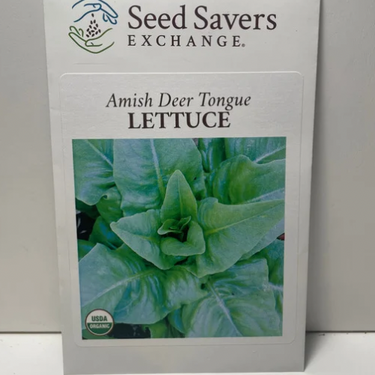 Seed Savers
EXCHANGE®
Amish Deer Tongue
LETTUCE
USDA
ORGANIC